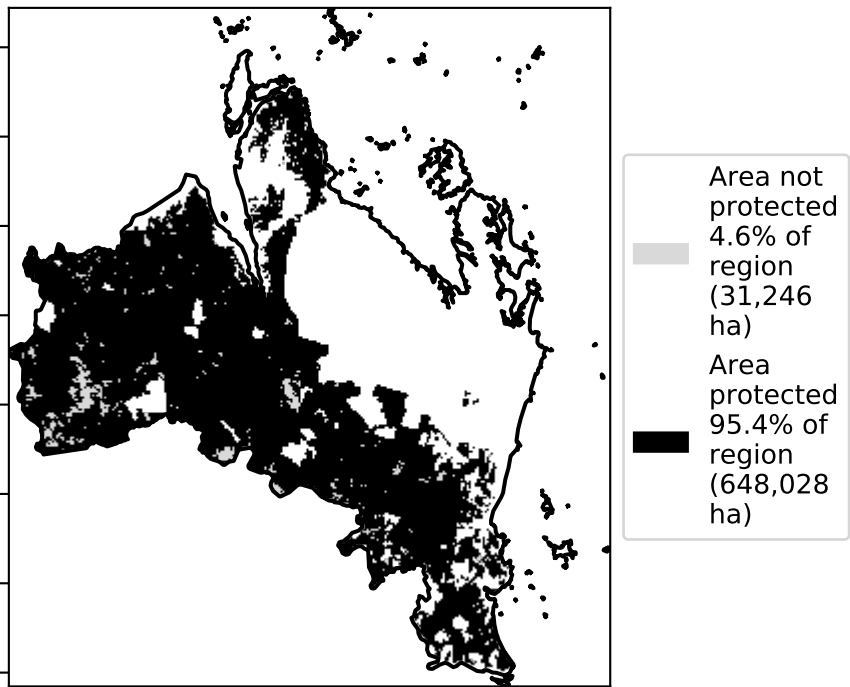 Area not
protected
4.6% of
region
(31,246
ha)
Area
protected
95.4% of
region
(648,028
ha)